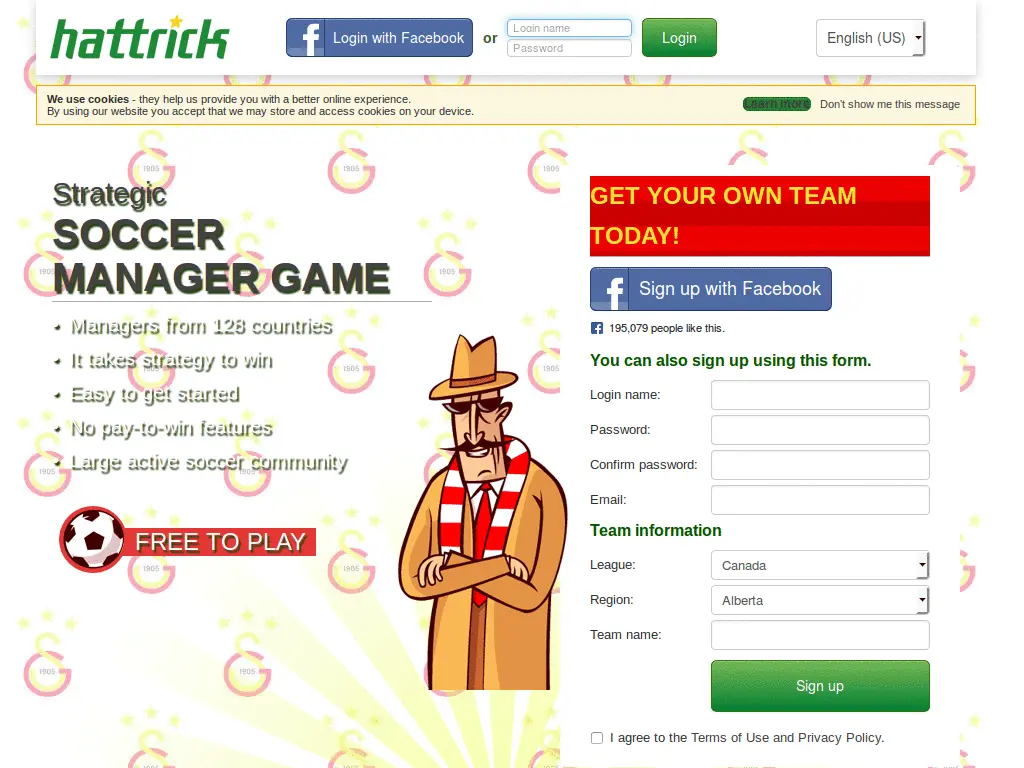 hattrick
Login with Facebook
or
Login name
Password
Login
English (US)
We use cookies - they help us provide you with a better online experience.
By using our website you accept that we may store and access cookies on your device.
Learn more
Don't show me this message
Strategic
SOCCER
MANAGER GAME
• Managers from 128 countries
• It takes strategy to win
• Easy to get started
• No pay-to-win features
• Large active soccer community
FREE TO PLAY
GET YOUR OWN TEAM
TODAY!
Sign up with Facebook
195,079 people like this.
You can also sign up using this form.
Login name:
Password:
Confirm password:
Email:
Team information
League:
Canada
Region:
Alberta
Team name:
Sign up
I agree to the Terms of Use and Privacy Policy.
1905